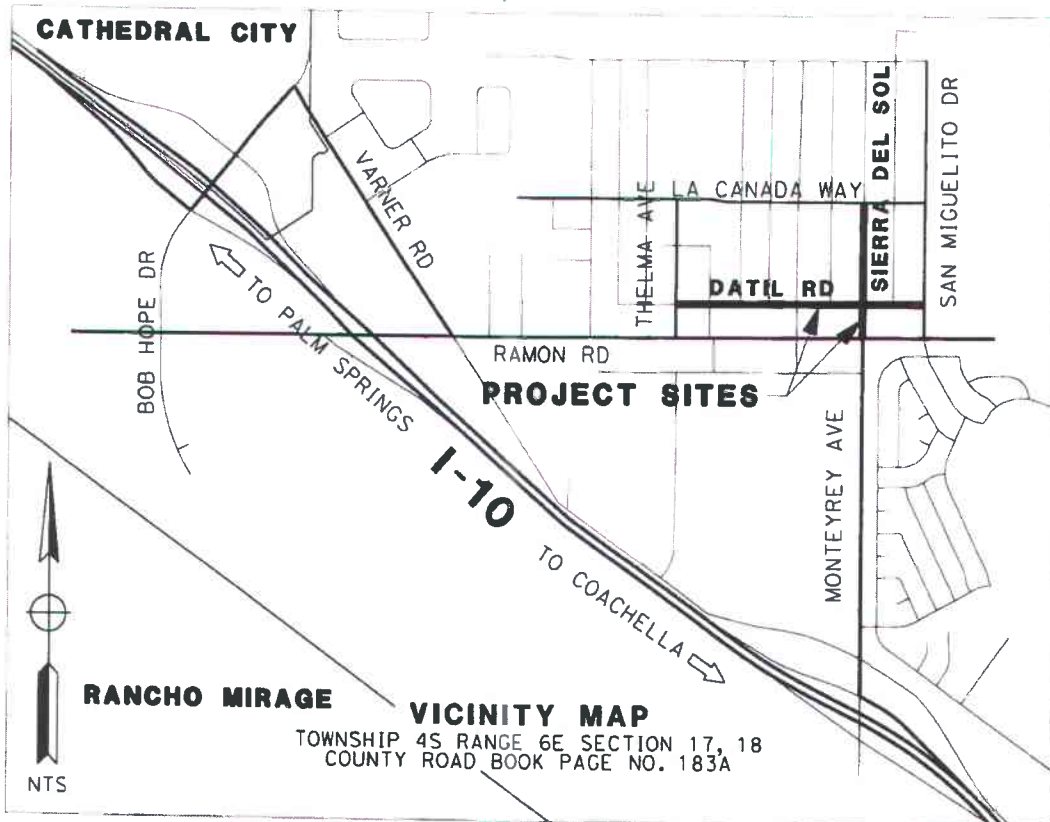 CATHEDRAL CITY
SIERRA DEL SOL
SAN MIGUELITO DR
VARNER RD
THELMA AVE
LA CANADA WAY
DATIL RD
BOB HOPE DR
TO PALM SPRINGS
RAMON RD
PROJECT SITES
I-10
MONTEYREY AVE
TO COACHELLA
RANCHO MIRAGE
VICINITY MAP
TOWNSHIP 4S RANGE 6E SECTION 17, 18
COUNTY ROAD BOOK PAGE NO. 183A
NTS